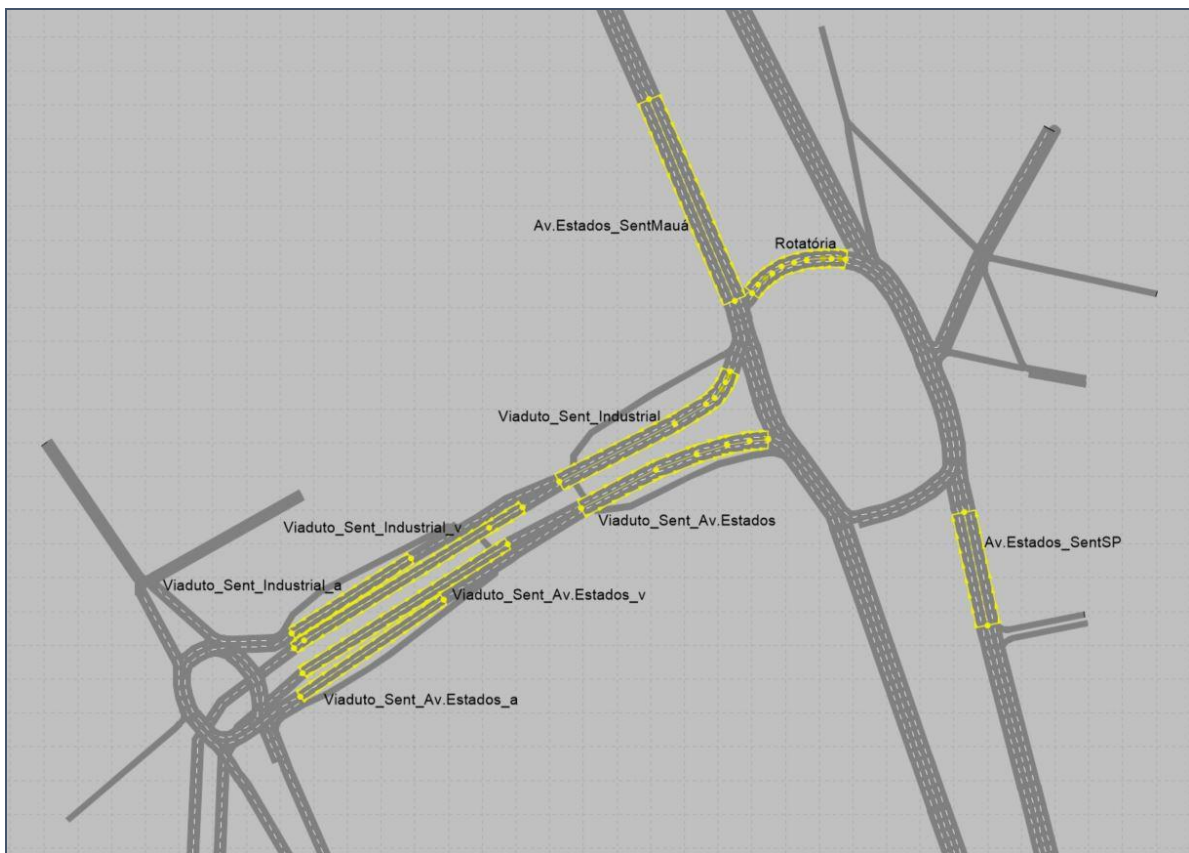 Av.Estados_SentMauá
Rotatória
Viaduto_Sent_Industrial
Viaduto_Sent_Av.Estados
Viaduto_Sent_Industrial_v
Av.Estados_SentSP
Viaduto_Sent_Industrial_a
Viaduto_Sent_Av.Estados_v
Viaduto_Sent_Av.Estados_a